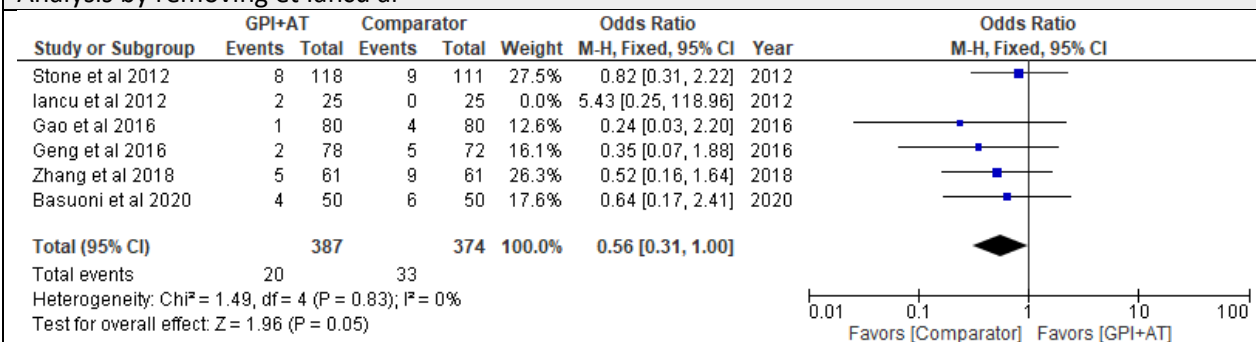 Analysis by removing et Iancu al
GPI+AT Comparator Odds Ratio Odds Ratio
Study or Subgroup Events Total Events Total Weight M-H, Fixed, 95% CI Year M-H, Fixed, 95% CI
Stone et al 2012 8 118 9 111 27.5% 0.82 [0.31, 2.22] 2012
Iancu et al 2012 2 25 0 25 0.0% 5.43 [0.25, 118.96] 2012
Gao et al 2016 1 80 4 80 12.6% 0.24 [0.03, 2.20] 2016
Geng et al 2016 2 78 5 72 16.1% 0.35 [0.07, 1.88] 2016
Zhang et al 2018 5 61 9 61 26.3% 0.52 [0.16, 1.64] 2018
Basuoni et al 2020 4 50 6 50 17.6% 0.64 [0.17, 2.41] 2020
Total (95% CI) 387 374 100.0% 0.56 [0.31, 1.00]
Total events 20 33
Heterogeneity: Chi² = 1.49, df = 4 (P = 0.83); I² = 0%
Test for overall effect: Z = 1.96 (P = 0.05)
0.01 0.1 1 10 100
Favors [Comparator] Favors [GPI+AT]